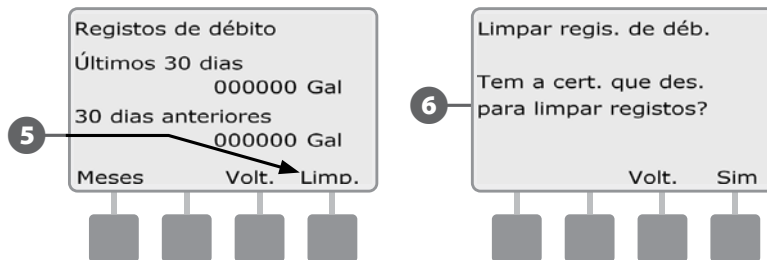 Registos de débito
Últimos 30 dias
000000 Gal
30 dias anteriores
000000 Gal
Meses Volt. Limp.
5
Limpar regis. de déb.
Tem a cert. que des.
para limpar registos?
Volt. Sim
6